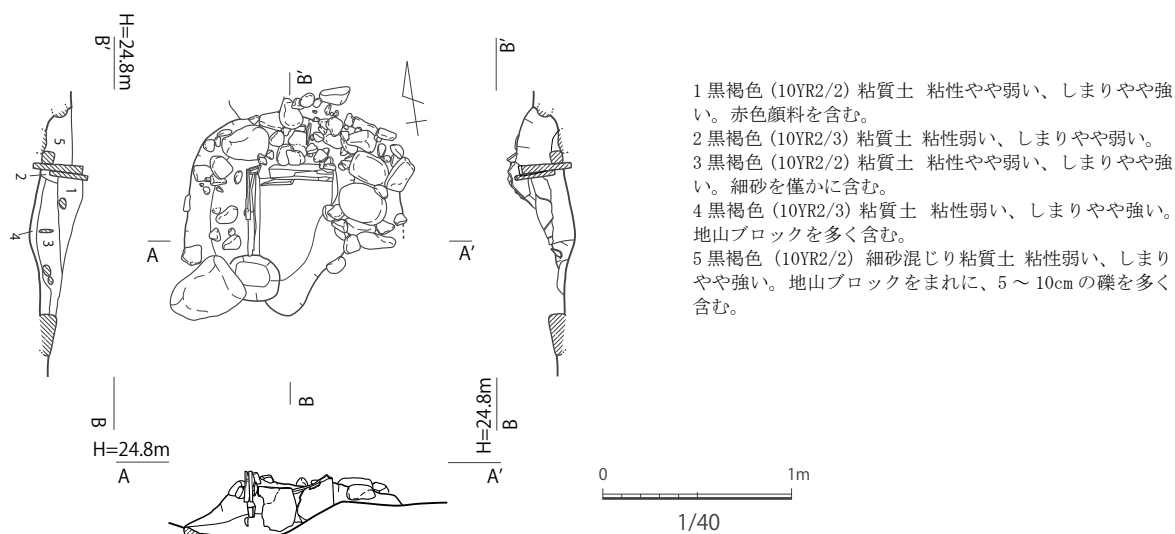 H=24.8m
B'
B'
B'
5
2
1
3
4
A
A'
B
B
H=24.8m
B
H=24.8m
A
A'
1 黒褐色 (10YR2/2) 粘質土 粘性やや弱い、しまりやや強
い。赤色顔料を含む。
2 黒褐色 (10YR2/3) 粘質土 粘性弱い、しまりやや弱い。
3 黒褐色 (10YR2/2) 粘質土 粘性やや弱い、しまりやや強
い。細砂を僅かに含む。
4 黒褐色 (10YR2/3) 粘質土 粘性弱い、しまりやや強い。
地山ブロックを多く含む。
5 黒褐色 (10YR2/2) 細砂混じり粘質土 粘性弱い、しまり
やや強い。地山ブロックをまれに、5～10cm の礫を多く
含む。
0 1m
1/40